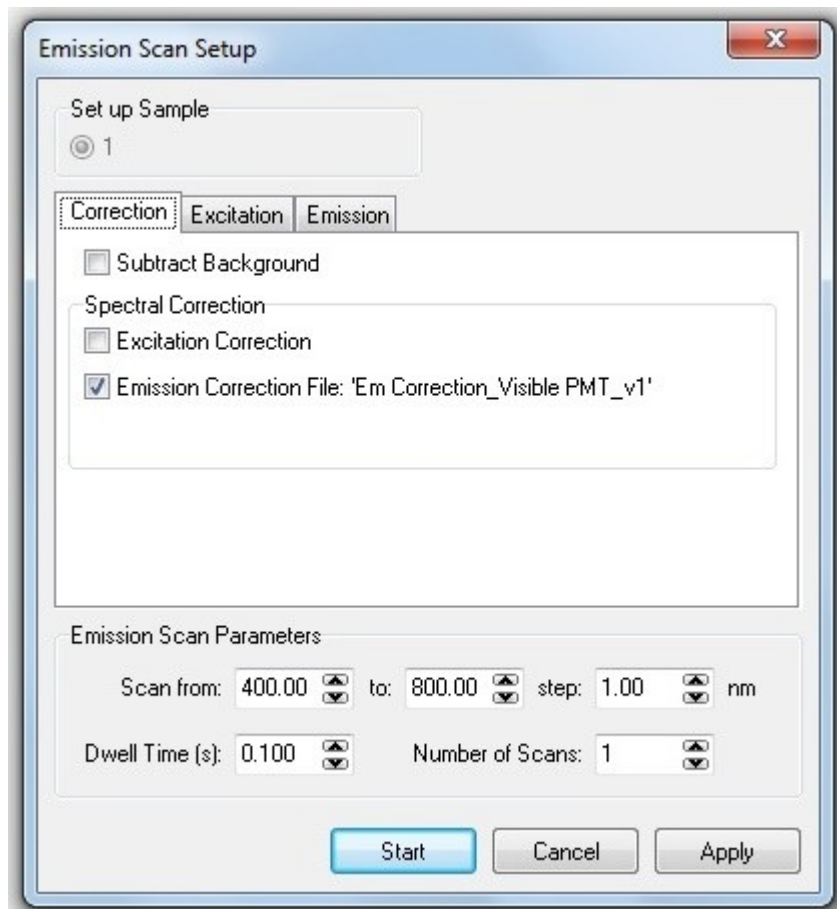 Emission Scan Setup
Set up Sample
1
Correction Excitation Emission
Subtract Background
Spectral Correction
Excitation Correction
Emission Correction File: 'Em Correction_Visible PMT_v1'
Emission Scan Parameters
Scan from: 400.00 to: 800.00 step: 1.00 nm
Dwell Time (s): 0.100 Number of Scans: 1
Start Cancel Apply